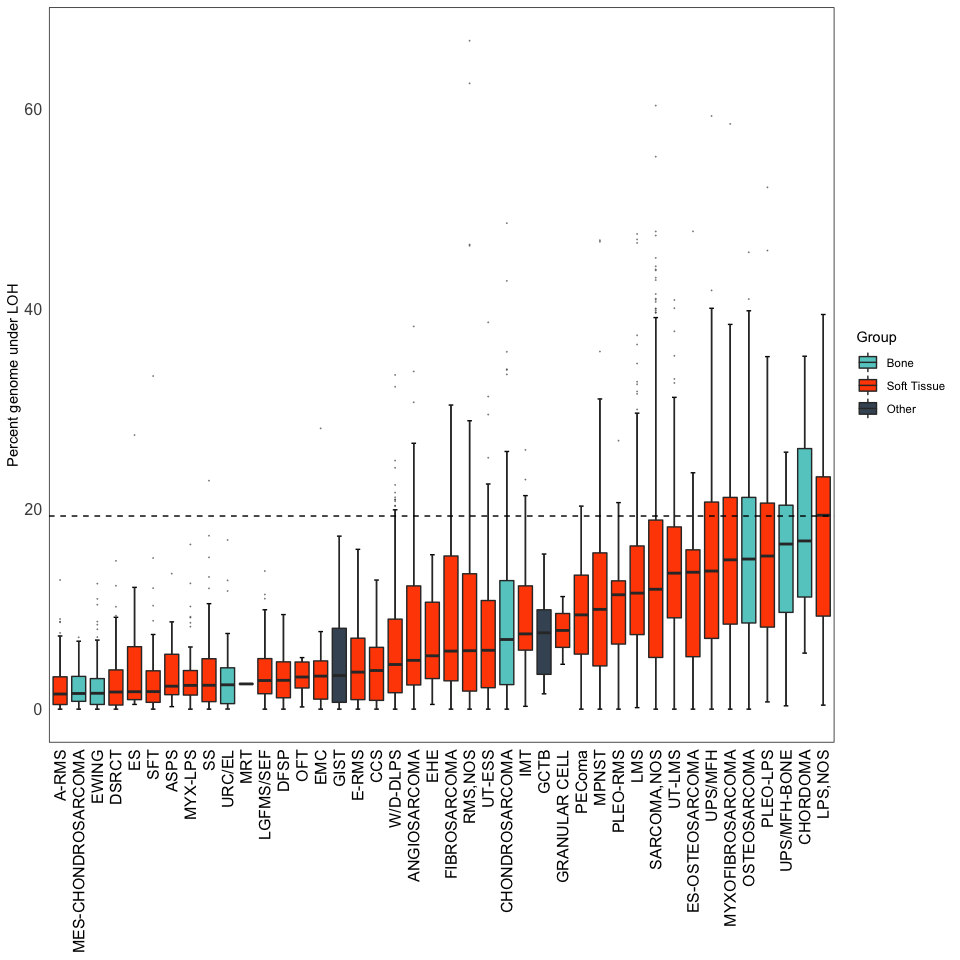 Percent genome under LOH
60
40
20
0
A-RMS
MES-CHONDROSARCOMA
EWING
DSRCT
ES
SFT
ASPS
MYX-LPS
SS
URC/EL
MRT
LGFMS/SEF
DFSP
OFT
EMC
GIST
E-RMS
CCS
W/D-DLPS
ANGIOSARCOMA
EHE
FIBROSARCOMA
RMS,NOS
UT-ESS
CHONDROSARCOMA
IMT
GCTB
GRANULAR CELL
PEComa
MPNST
PLEO-RMS
LMS
SARCOMA,NOS
UT-LMS
ES-OSTEOSARCOMA
UPS/MFH
MYXOFIBROSARCOMA
OSTEOSARCOMA
PLEO-LPS
UPS/MFH-BONE
CHORDOMA
LPS,NOS
Group
Bone
Soft Tissue
Other